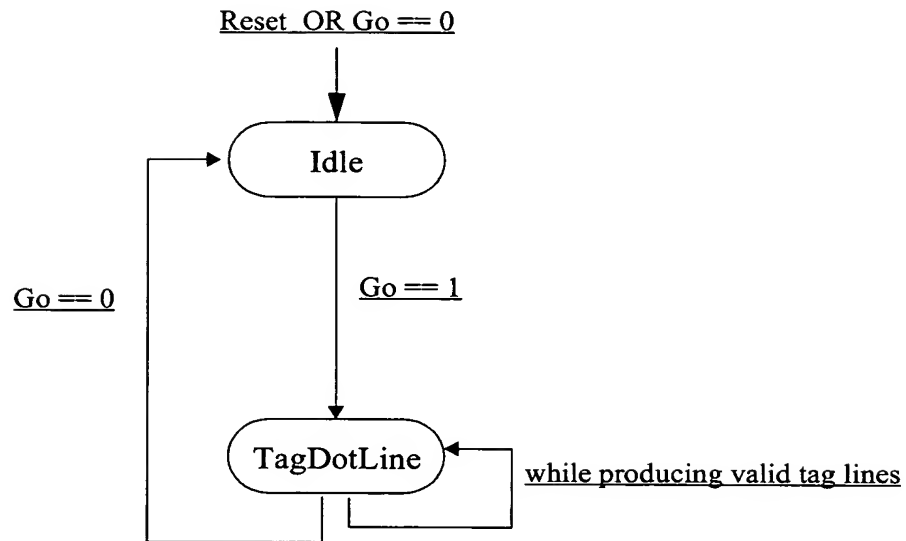 Reset OR Go == 0
Idle
Go == 1
Go == 0
TagDotLine
while producing valid tag lines